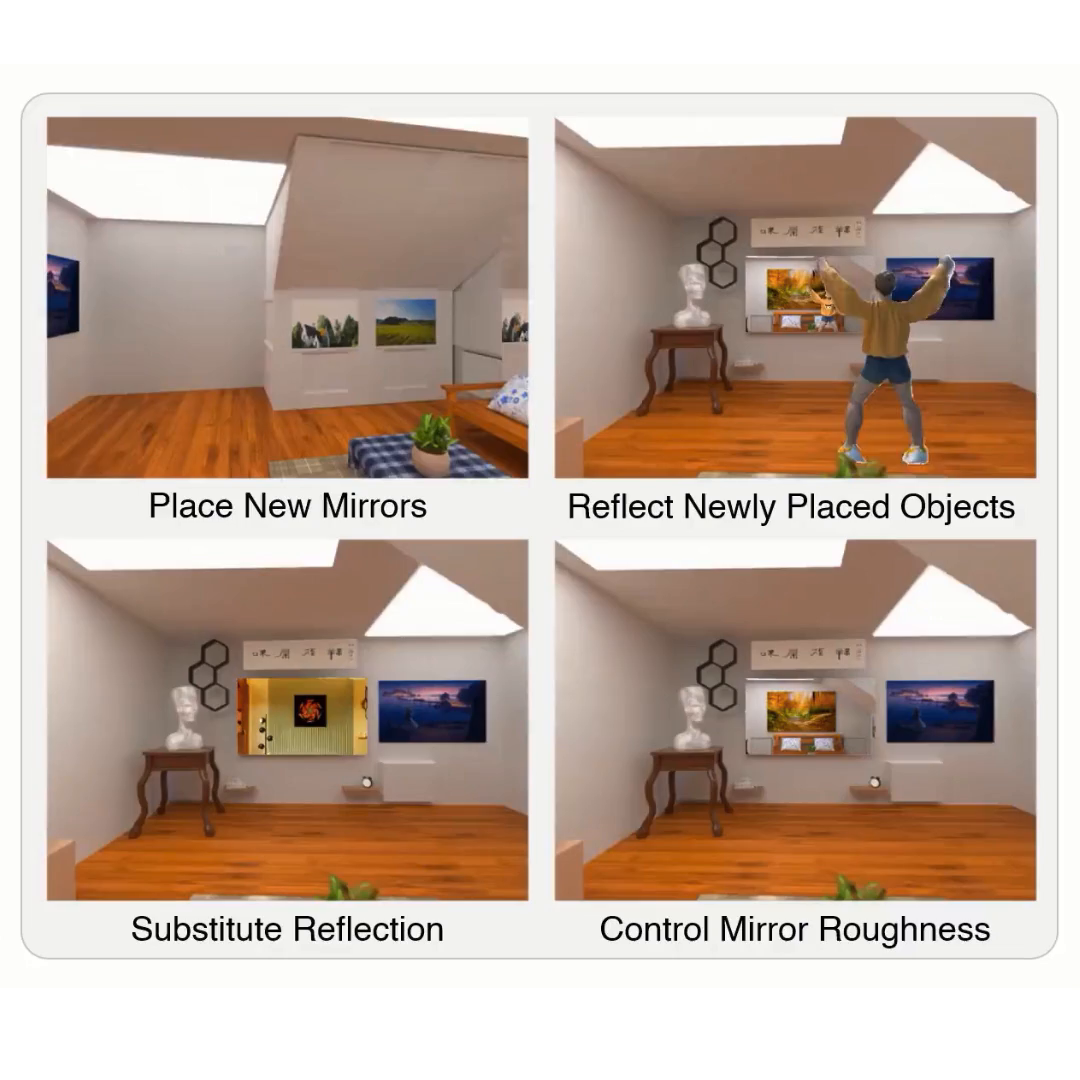 Place New Mirrors
Reflect Newly Placed Objects
Substitute Reflection
Control Mirror Roughness